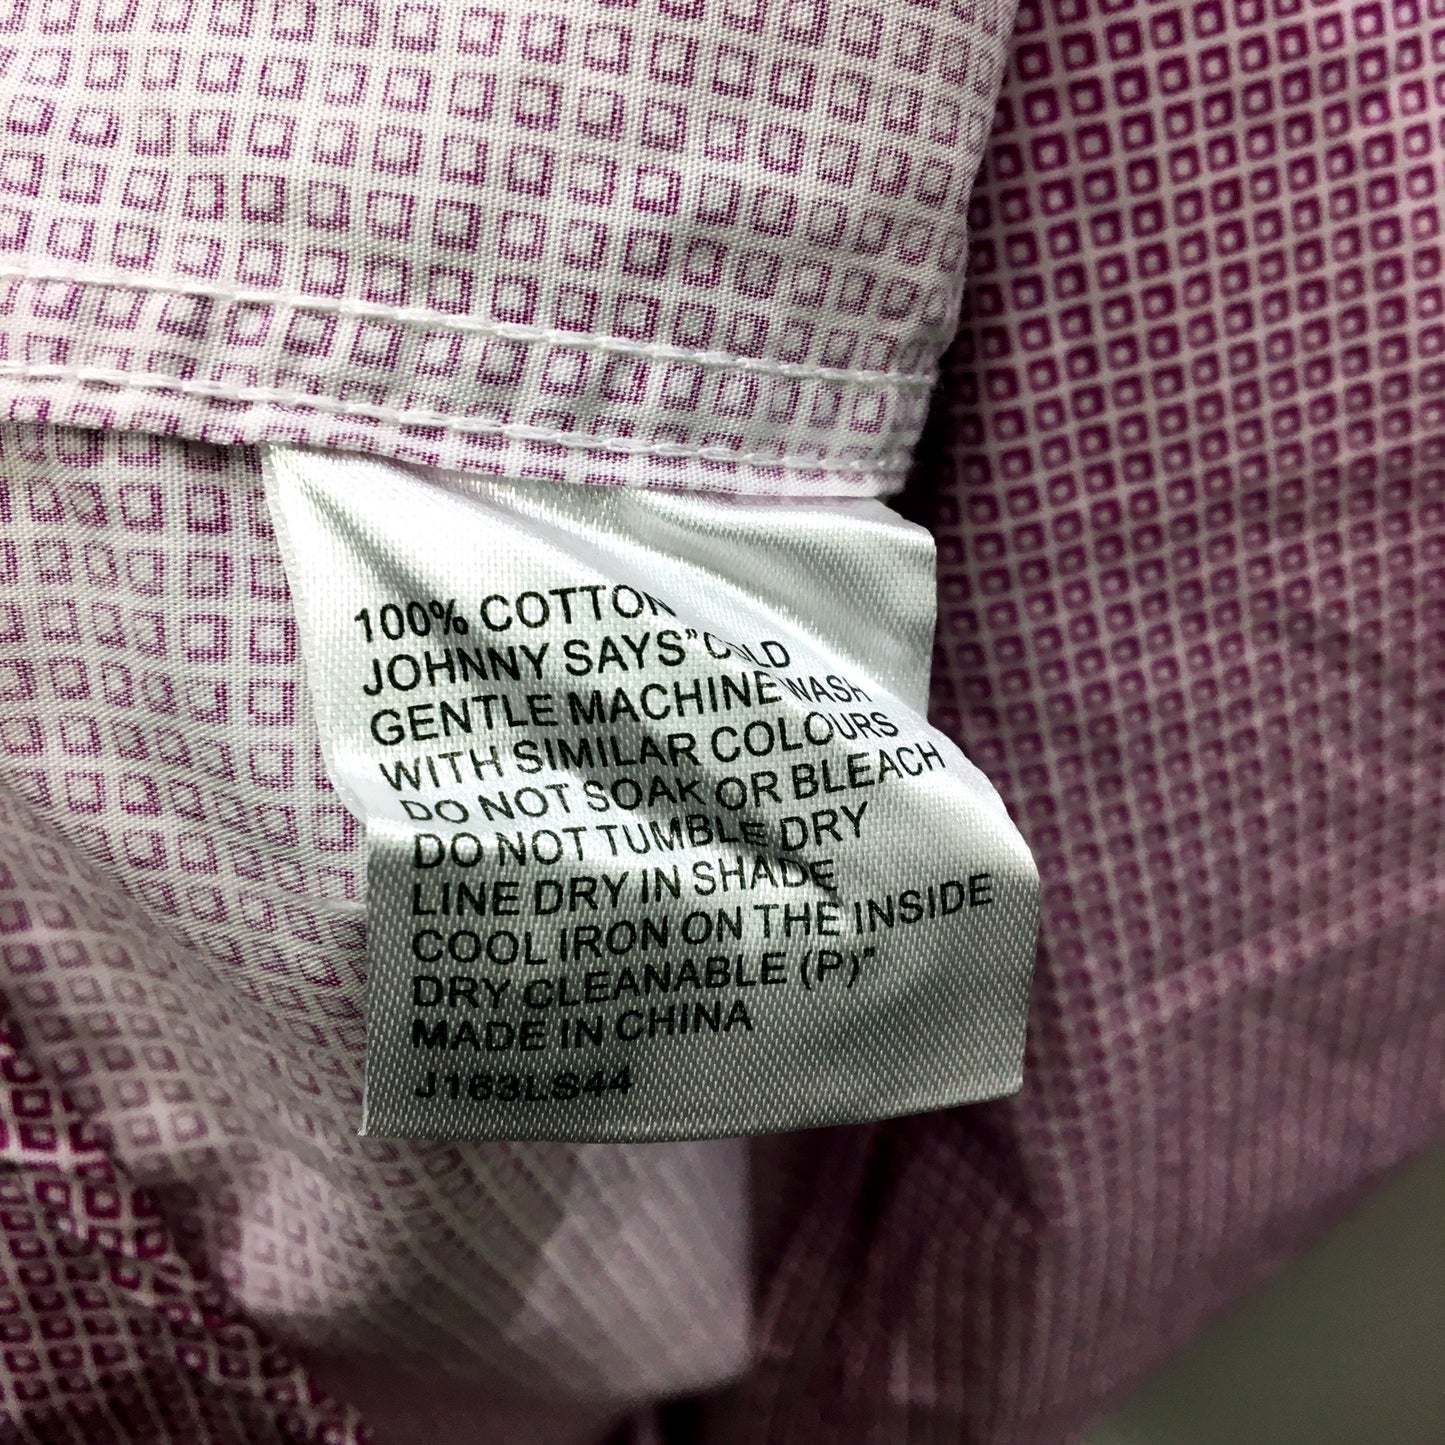 100% COTTON
JOHNNY SAYS"COLD
GENTLE MACHINE WASH
WITH SIMILAR COLOURS
DO NOT SOAK OR BLEACH
DO NOT TUMBLE DRY
LINE DRY IN SHADE
COOL IRON ON THE INSIDE
DRY CLEANABLE (P)"
MADE IN CHINA
J163LS44